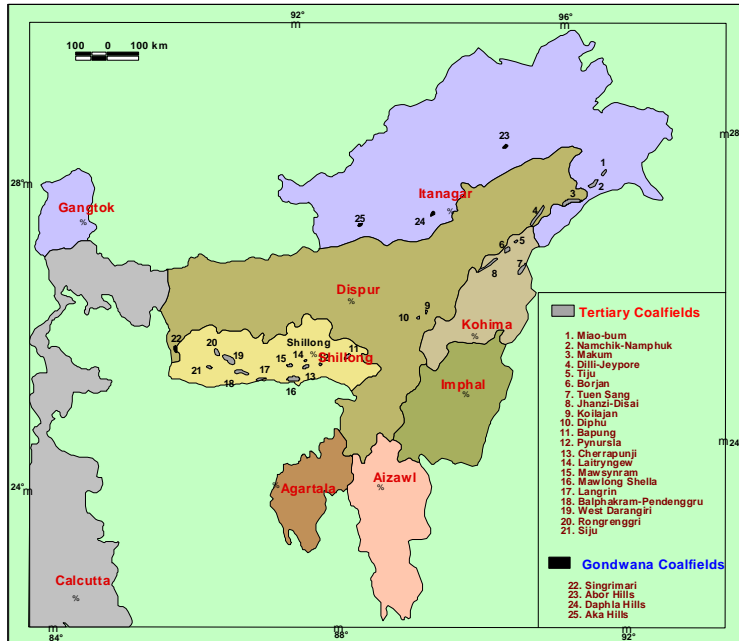 92°
96°
100 0 100 km
28°
28°
23
1
2
3
Itanagar
Gangtok
25
24
4
5
6
7
8
Dispur
9
10
Kohima
22
20
Shillong
14
11
19
15
Shillong
21
18
17
13
16
Imphal
24°
24°
Agartala
Aizawl
Calcutta
84°
88°
92°
Tertiary Coalfields
1. Miao-bum
2. Namchik-Namphuk
3. Makum
4. Dilli-Jeypore
5. Tiju
6. Borjan
7. Tuen Sang
8. Jhanzi-Disai
9. Koilajan
10. Diphu
11. Bapung
12. Pynursla
13. Cherrapunji
14. Laitryngew
15. Mawsynram
16. Mawlong Shella
17. Langrin
18. Balphakram-Pendenggru
19. West Darangiri
20. Rongrenggri
21. Siju
Gondwana Coalfields
22. Singrimari
23. Abor Hills
24. Daphla Hills
25. Aka Hills